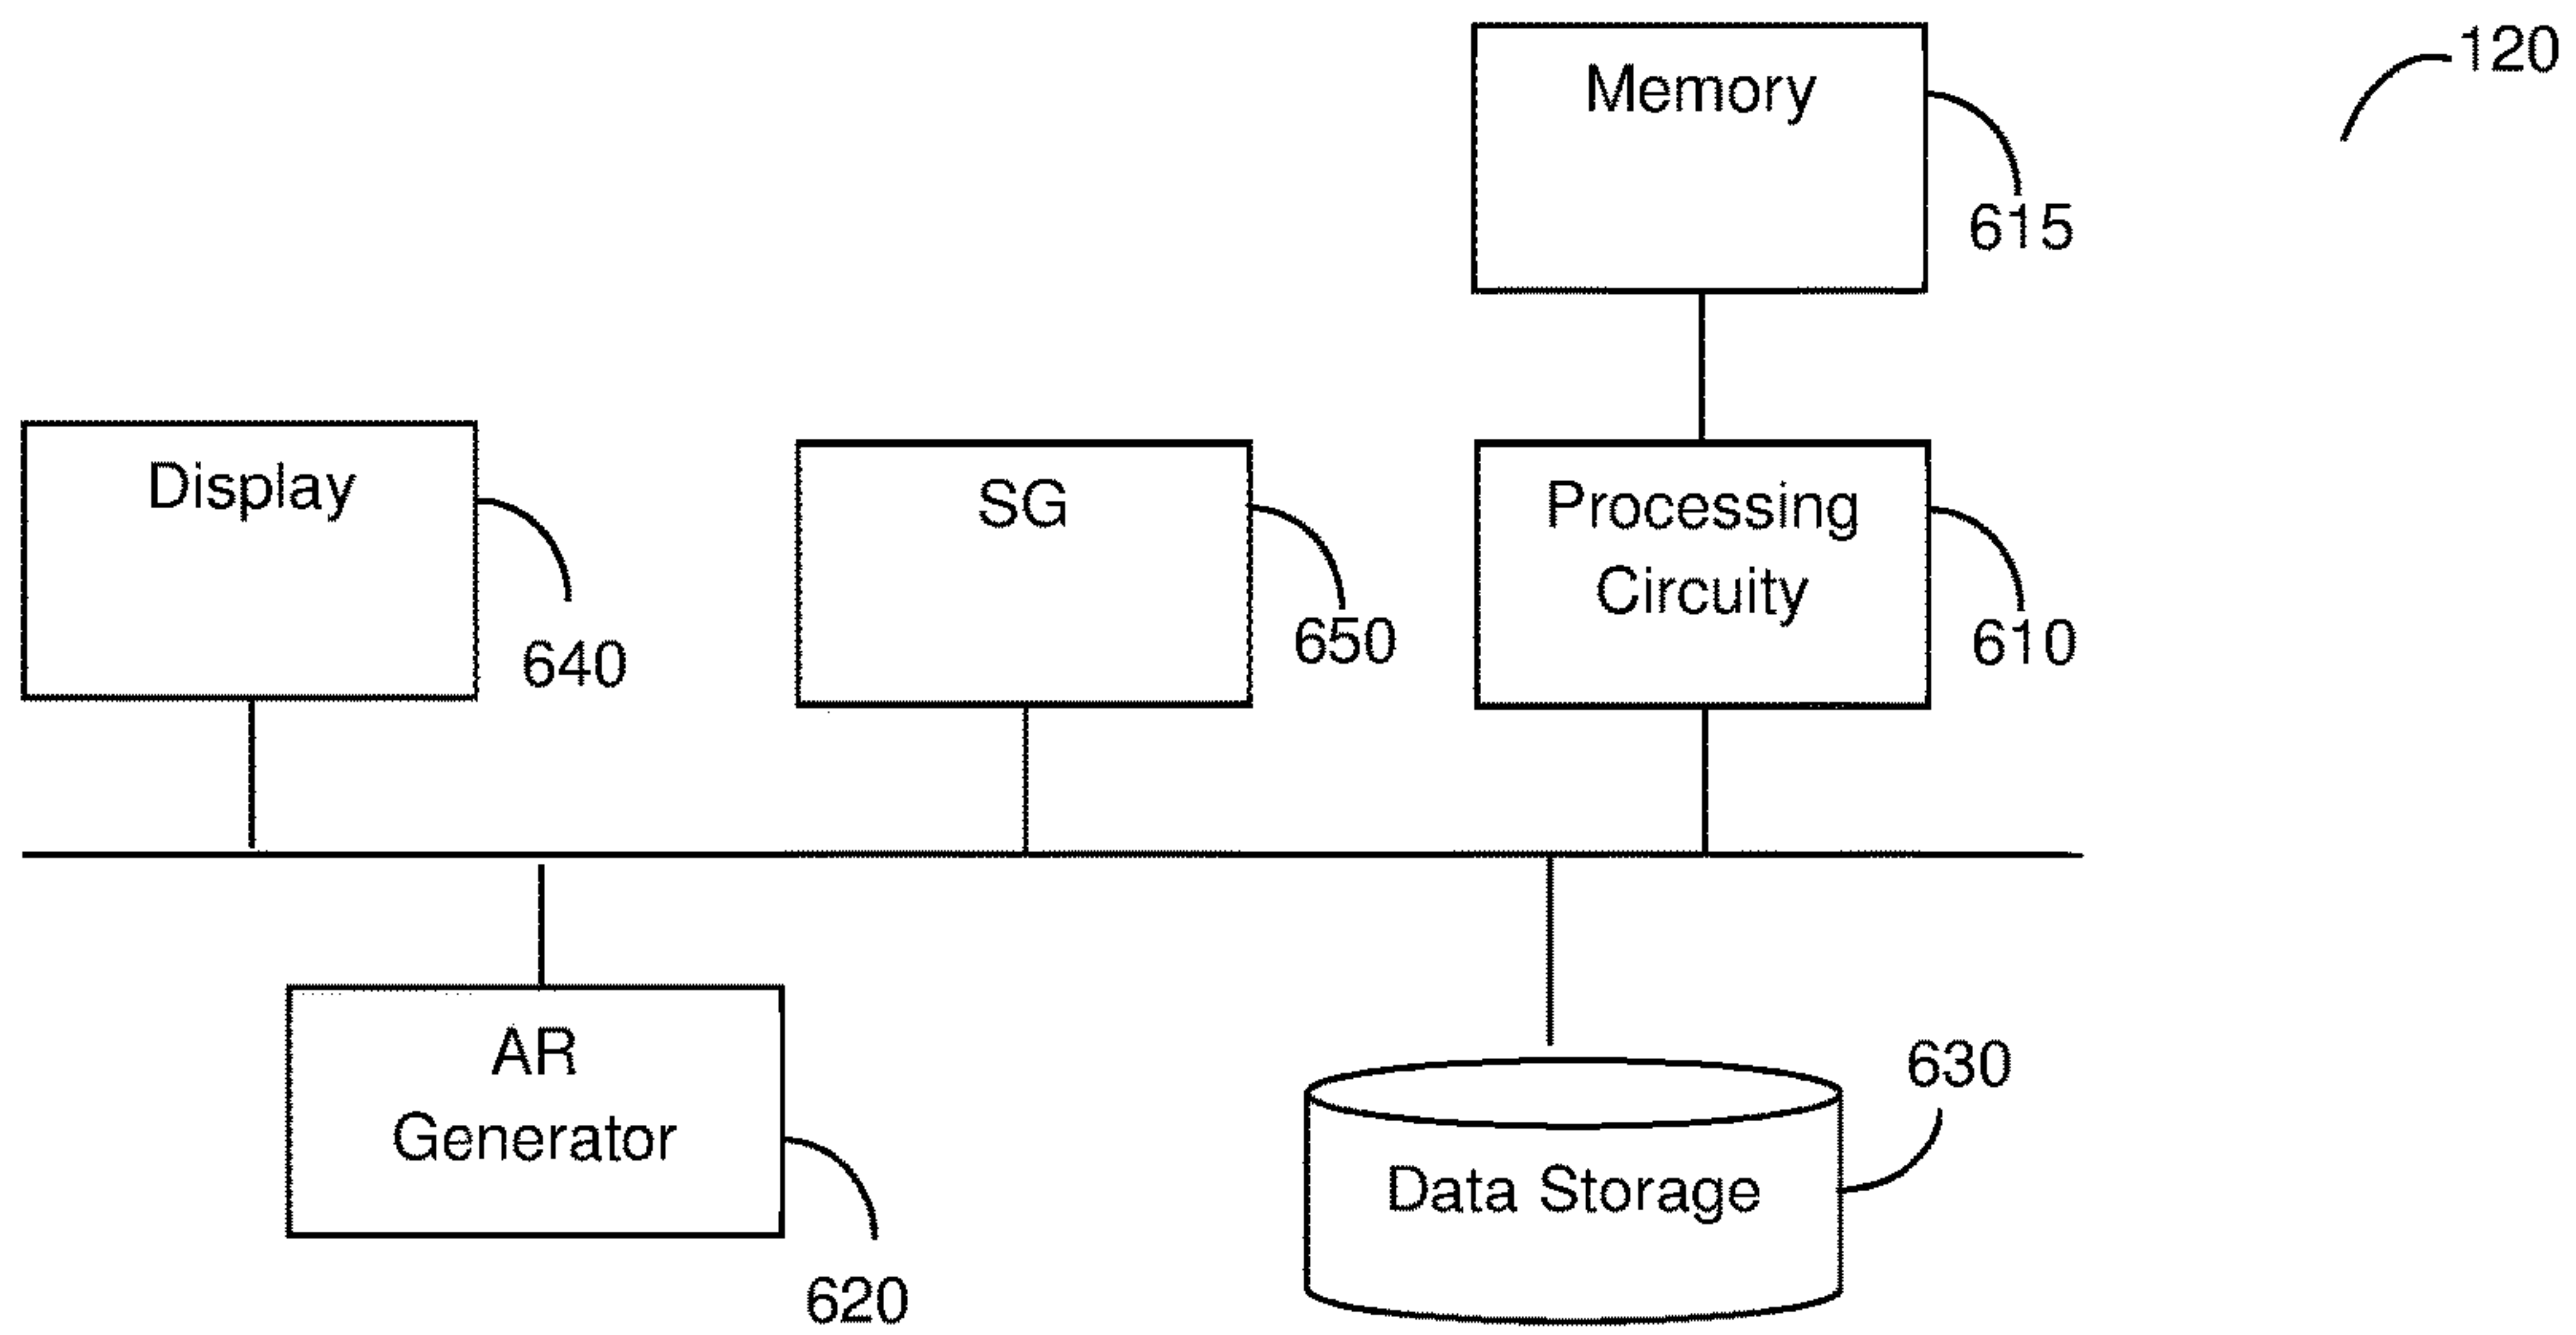 120
Memory
615
Display
640
SG
650
Processing
Circuity
610
AR
Generator
620
630
Data Storage